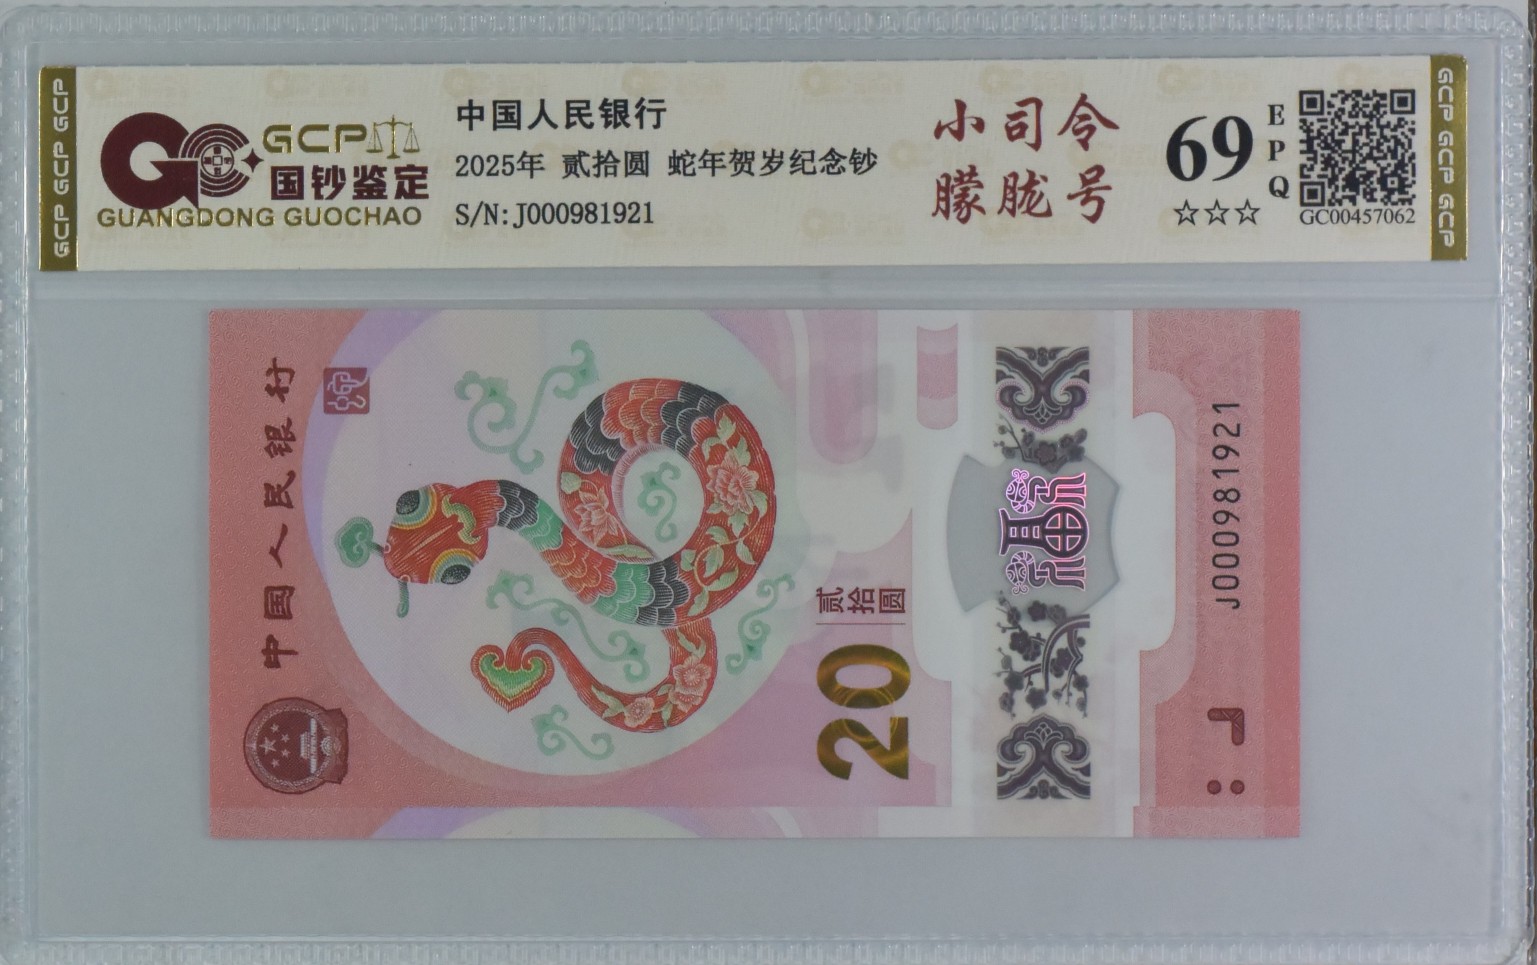 GCP GCP GCP
GCP
国钞鉴定
GUANGDONG GUOCHAO
中国人民银行
2025年 贰拾圆 蛇年贺岁纪念钞
S/N:J000981921
小司令
朦胧号
69
EPQ
☆☆☆
GC00457062
GCP GCP GCP
中国人民银行
贰拾圆
20
福
J000981921